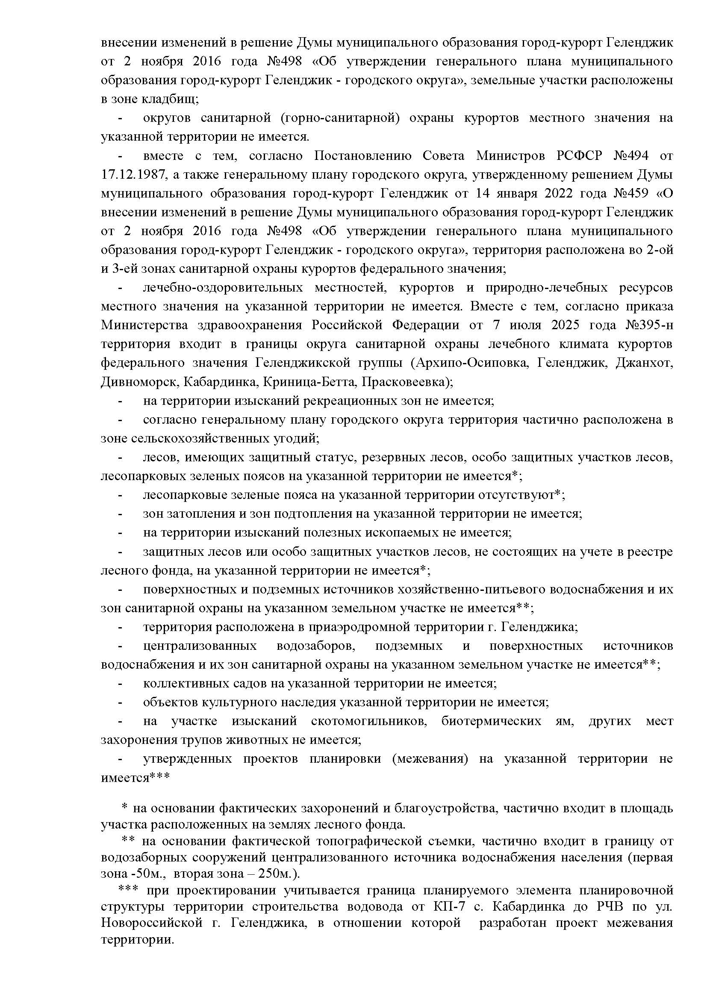 внесении изменений в решение Думы муниципального образования город-курорт Геленджик
от 2 ноября 2016 года №498 «Об утверждении генерального плана муниципального
образования город-курорт Геленджик - городского округа», земельные участки расположены
в зоне кладбищ;
- округов санитарной (горно-санитарной) охраны курортов местного значения на
указанной территории не имеется.
- вместе с тем, согласно Постановлению Совета Министров РСФСР №494 от
17.12.1987, а также генеральному плану городского округа, утвержденному решением Думы
муниципального образования город-курорт Геленджик от 14 января 2022 года №459 «О
внесении изменений в решение Думы муниципального образования город-курорт Геленджик
от 2 ноября 2016 года №498 «Об утверждении генерального плана муниципального
образования город-курорт Геленджик - городского округа», территория расположена во 2-ой
и 3-ей зонах санитарной охраны курортов федерального значения;
- лечебно-оздоровительных местностей, курортов и природно-лечебных ресурсов
местного значения на указанной территории не имеется. Вместе с тем, согласно приказа
Министерства здравоохранения Российской Федерации от 7 июля 2025 года №395-н
территория входит в границы округа санитарной охраны лечебного климата курортов
федерального значения Геленджикской группы (Архипо-Осиповка, Геленджик, Джанхот,
Дивноморск, Кабардинка, Криница-Бетта, Прасковеевка);
- на территории изысканий рекреационных зон не имеется;
- согласно генеральному плану городского округа территория частично расположена в
зоне сельскохозяйственных угодий;
- лесов, имеющих защитный статус, резервных лесов, особо защитных участков лесов,
лесопарковых зеленых поясов на указанной территории не имеется*;
- лесопарковые зеленые пояса на указанной территории отсутствуют*;
- зон затопления и зон подтопления на указанной территории не имеется;
- на территории изысканий полезных ископаемых не имеется;
- защитных лесов или особо защитных участков лесов, не состоящих на учете в реестре
лесного фонда, на указанной территории не имеется*;
- поверхностных и подземных источников хозяйственно-питьевого водоснабжения и их
зон санитарной охраны на указанном земельном участке не имеется**;
- территория расположена в приаэродромной территории г. Геленджика;
- централизованных водозаборов, подземных и поверхностных источников
водоснабжения и их зон санитарной охраны на указанном земельном участке не имеется**;
- коллективных садов на указанной территории не имеется;
- объектов культурного наследия указанной территории не имеется;
- на участке изысканий скотомогильников, биотермических ям, других мест
захоронения трупов животных не имеется;
- утвержденных проектов планировки (межевания) на указанной территории не
имеется***
* на основании фактических захоронений и благоустройства, частично входит в площадь
участка расположенных на землях лесного фонда.
** на основании фактической топографической съемки, частично входит в границу от
водозаборных сооружений централизованного источника водоснабжения населения (первая
зона -50м., вторая зона – 250м.).
*** при проектировании учитывается граница планируемого элемента планировочной
структуры территории строительства водовода от КП-7 с. Кабардинка до РЧВ по ул.
Новороссийской г. Геленджика, в отношении которой разработан проект межевания
территории.